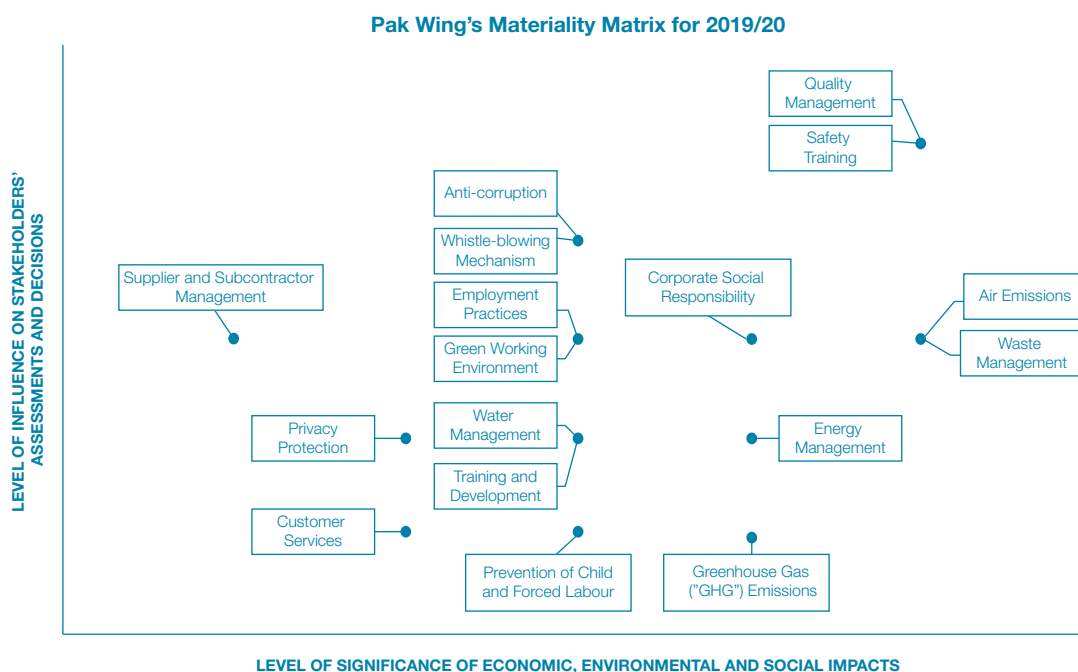 Pak Wing's Materiality Matrix for 2019/20
LEVEL OF INFLUENCE ON STAKEHOLDERS'
ASSESSMENTS AND DECISIONS
Quality
Management
Safety
Training
Anti-corruption
Whistle-blowing
Mechanism
Supplier and Subcontractor
Management
Employment
Practices
Green Working
Environment
Corporate Social
Responsibility
Air Emissions
Waste
Management
Privacy
Protection
Water
Management
Training and
Development
Energy
Management
Customer
Services
Prevention of Child
and Forced Labour
Greenhouse Gas
("GHG") Emissions
LEVEL OF SIGNIFICANCE OF ECONOMIC, ENVIRONMENTAL AND SOCIAL IMPACTS